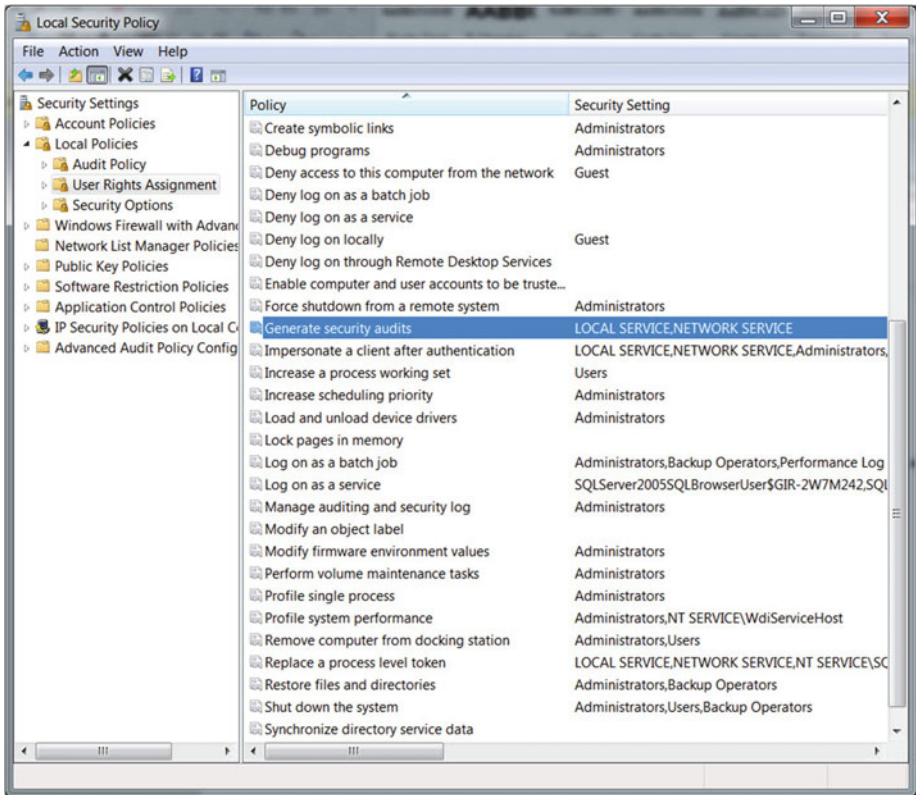 Local Security Policy
File Action View Help
Security Settings
Account Policies
Local Policies
Audit Policy
User Rights Assignment
Security Options
Windows Firewall with Advan
Network List Manager Policies
Public Key Policies
Software Restriction Policies
Application Control Policies
IP Security Policies on Local C
Advanced Audit Policy Config
Policy Security Setting
Create symbolic links Administrators
Debug programs Administrators
Deny access to this computer from the network Guest
Deny log on as a batch job
Deny log on as a service
Deny log on locally Guest
Deny log on through Remote Desktop Services
Enable computer and user accounts to be truste...
Force shutdown from a remote system Administrators
Generate security audits LOCAL SERVICE,NETWORK SERVICE
Impersonate a client after authentication LOCAL SERVICE,NETWORK SERVICE,Administrators,
Increase a process working set Users
Increase scheduling priority Administrators
Load and unload device drivers Administrators
Lock pages in memory
Log on as a batch job Administrators,Backup Operators,Performance Log
Log on as a service SQLServer2005SQLBrowserUser$GIR-2W7M242,SQL
Manage auditing and security log Administrators
Modify an object label
Modify firmware environment values Administrators
Perform volume maintenance tasks Administrators
Profile single process Administrators
Profile system performance Administrators,NT SERVICE\WdiServiceHost
Remove computer from docking station Administrators,Users
Replace a process level token LOCAL SERVICE,NETWORK SERVICE,NT SERVICE\SQ
Restore files and directories Administrators,Backup Operators
Shut down the system Administrators,Users,Backup Operators
Synchronize directory service data